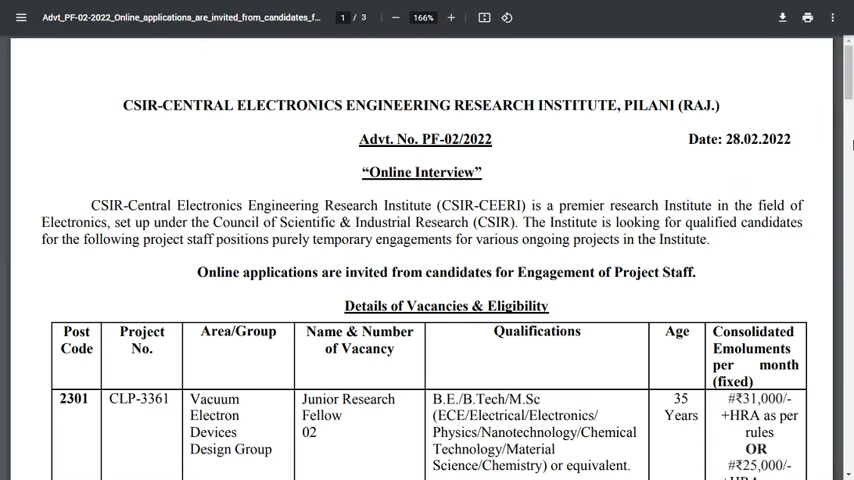 Advt_PF-02-2022_Online_applications_are_invited_from_candidates_f...
1 / 3
166%
CSIR-CENTRAL ELECTRONICS ENGINEERING RESEARCH INSTITUTE, PILANI (RAJ.)
Advt. No. PF-02/2022 Date: 28.02.2022
“Online Interview”
CSIR-Central Electronics Engineering Research Institute (CSIR-CEERI) is a premier research Institute in the field of
Electronics, set up under the Council of Scientific & Industrial Research (CSIR). The Institute is looking for qualified candidates
for the following project staff positions purely temporary engagements for various ongoing projects in the Institute.
Online applications are invited from candidates for Engagement of Project Staff.
Details of Vacancies & Eligibility
Post Code
Project No.
Area/Group
Name & Number of Vacancy
Qualifications
Age
Consolidated Emoluments per month (fixed)
2301
CLP-3361
Vacuum
Electron
Devices
Design Group
Junior Research
Fellow
02
B.E./B.Tech/M.Sc
(ECE/Electrical/Electronics/
Physics/Nanotechnology/Chemical
Technology/Material
Science/Chemistry) or equivalent.
35
Years
#₹31,000/-
+HRA as per
rules
OR
#₹25,000/-
+HRA